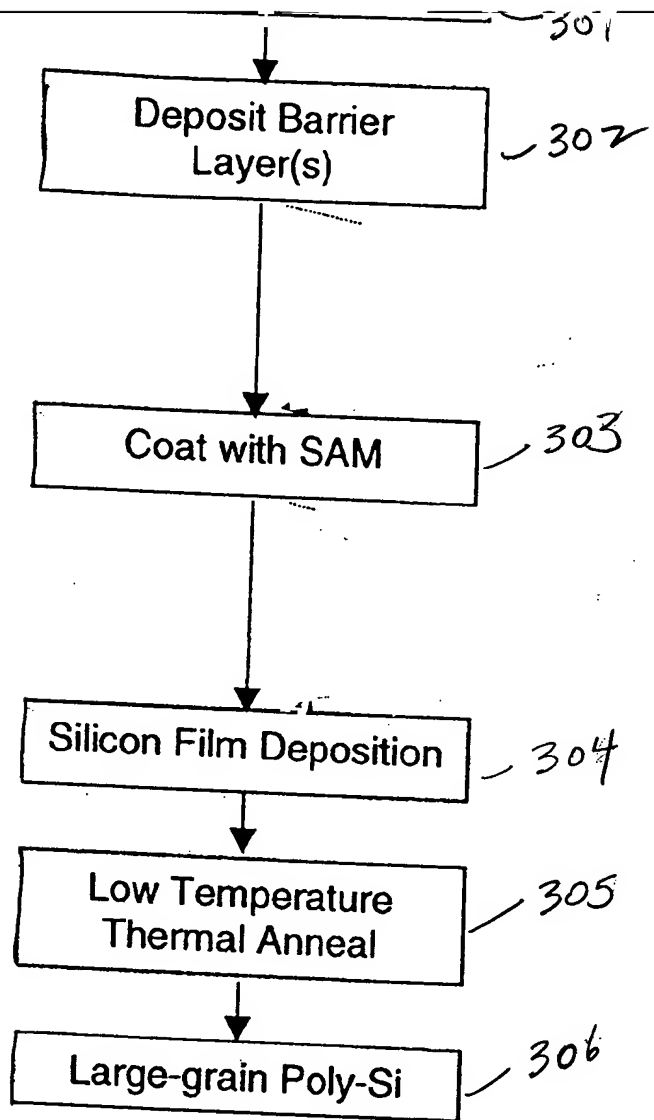 301
Deposit Barrier
Layer(s)
302
Coat with SAM
303
Silicon Film Deposition
304
Low Temperature
Thermal Anneal
305
Large-grain Poly-Si
306